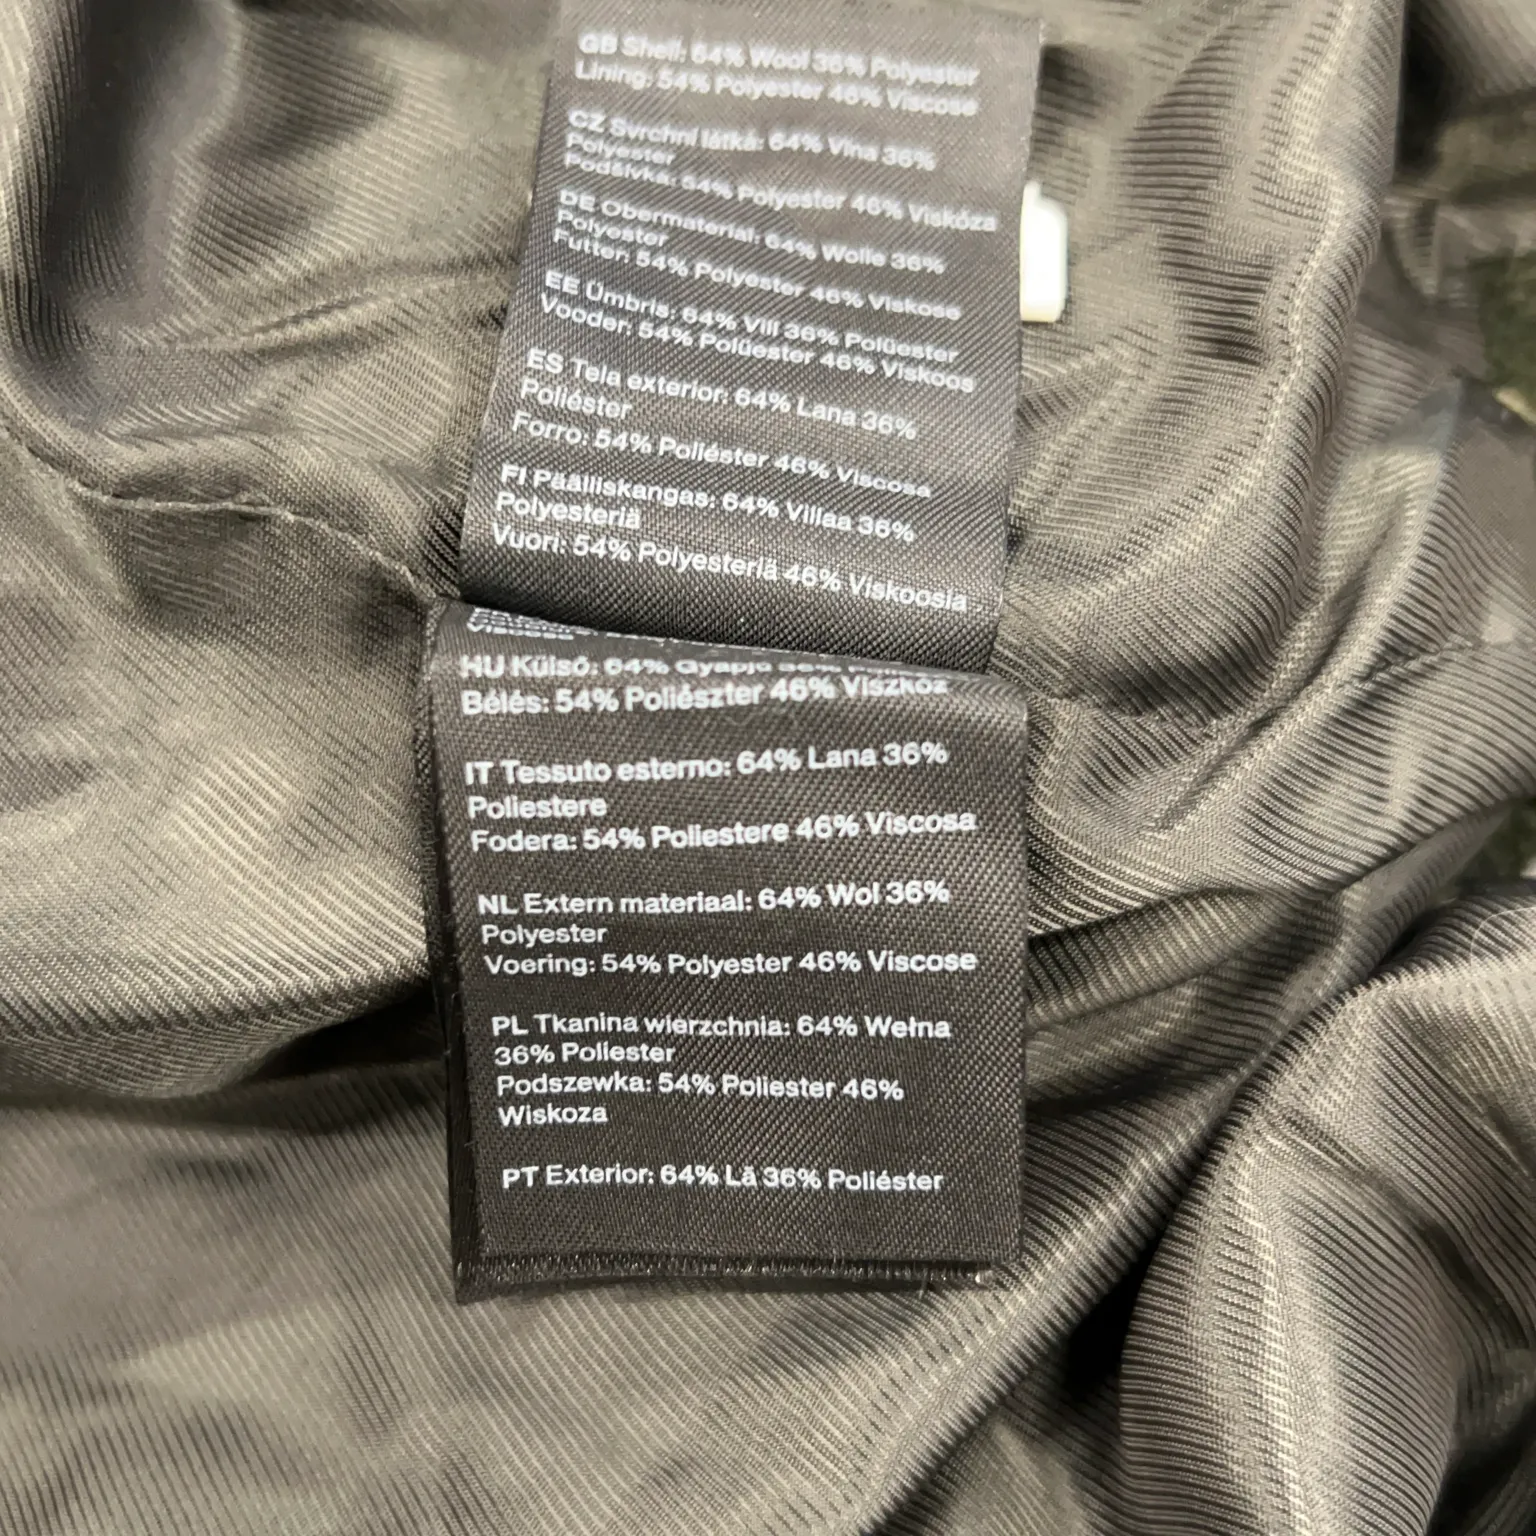 GB Shell: 64% Wool 36% Polyester
Lining: 54% Polyester 46% Viscose
CZ Svrchní látka: 64% Vlna 36%
Polyester
Podšívka: 54% Polyester 46% Viskóza
DE Obermaterial: 64% Wolle 36%
Polyester
Futter: 54% Polyester 46% Viskose
EE Ümbris: 64% Vill 36% Polüester
Vooder: 54% Polüester 46% Viskoos
ES Tela exterior: 64% Lana 36%
Poliéster
Forro: 54% Poliéster 46% Viscosa
FI Päälliskangas: 64% Villaa 36%
Polyesteriä
Vuori: 54% Polyesteriä 46% Viskoosia
Viscose
HU Külső: 64% Gyapjú 36%
Bélés: 54% Poliészter 46% Viszkóz
IT Tessuto esterno: 64% Lana 36%
Poliestere
Fodera: 54% Poliestere 46% Viscosa
NL Extern materiaal: 64% Wol 36%
Polyester
Voering: 54% Polyester 46% Viscose
PL Tkanina wierzchnia: 64% Wełna
36% Poliester
Podszewka: 54% Poliester 46%
Wiskoza
PT Exterior: 64% Lã 36% Poliéster